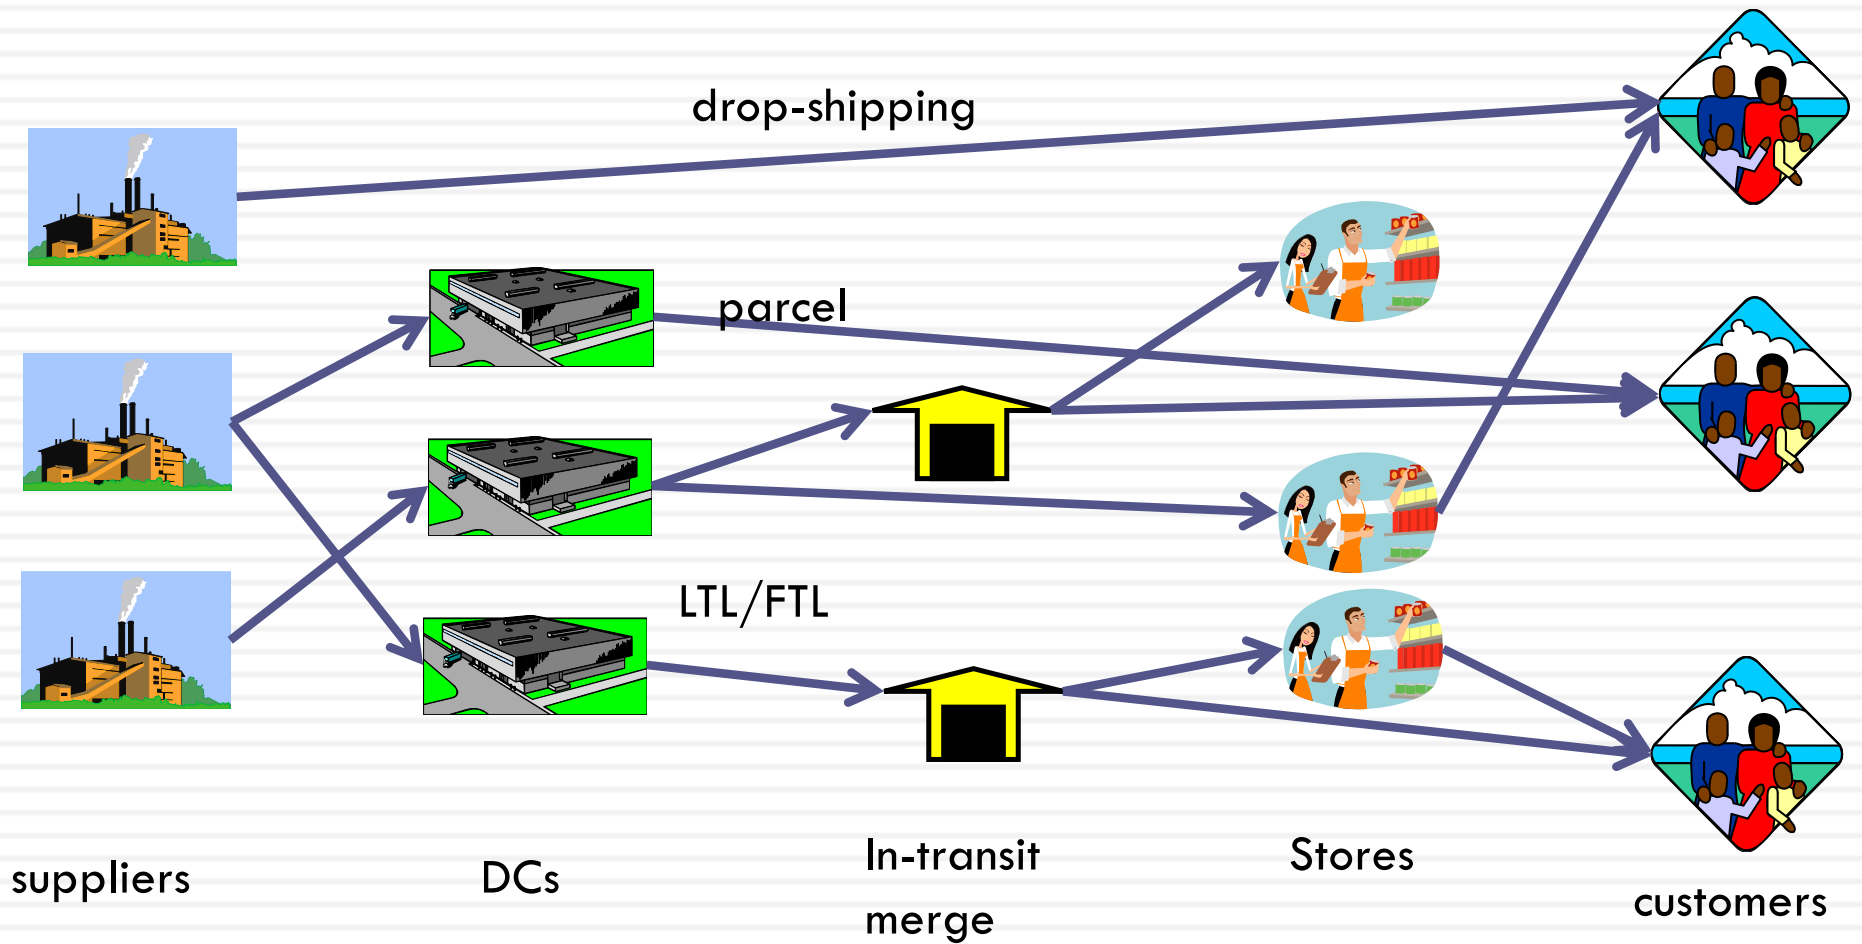 drop-shipping
parcel
LTL/FTL
suppliers
DCs
In-transit
merge
Stores
customers